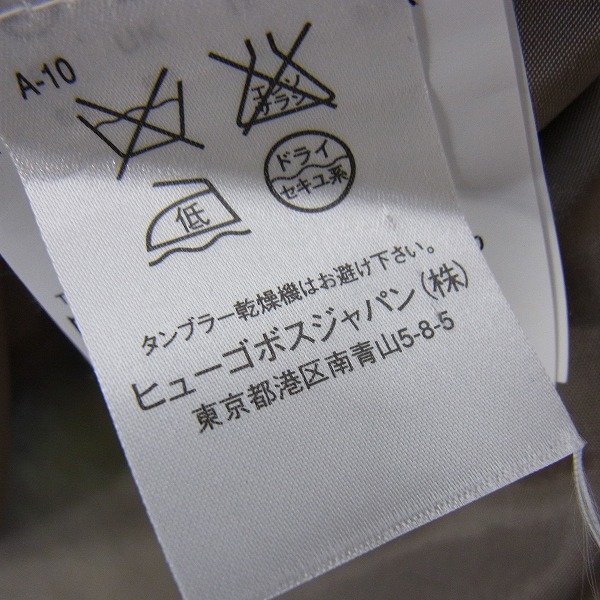 A-10
エンソ
サラシ
ドライ
セキユ系
低
タンブラー乾燥機はお避け下さい。
ヒューゴボスジャパン(株)
東京都港区南青山5-8-5